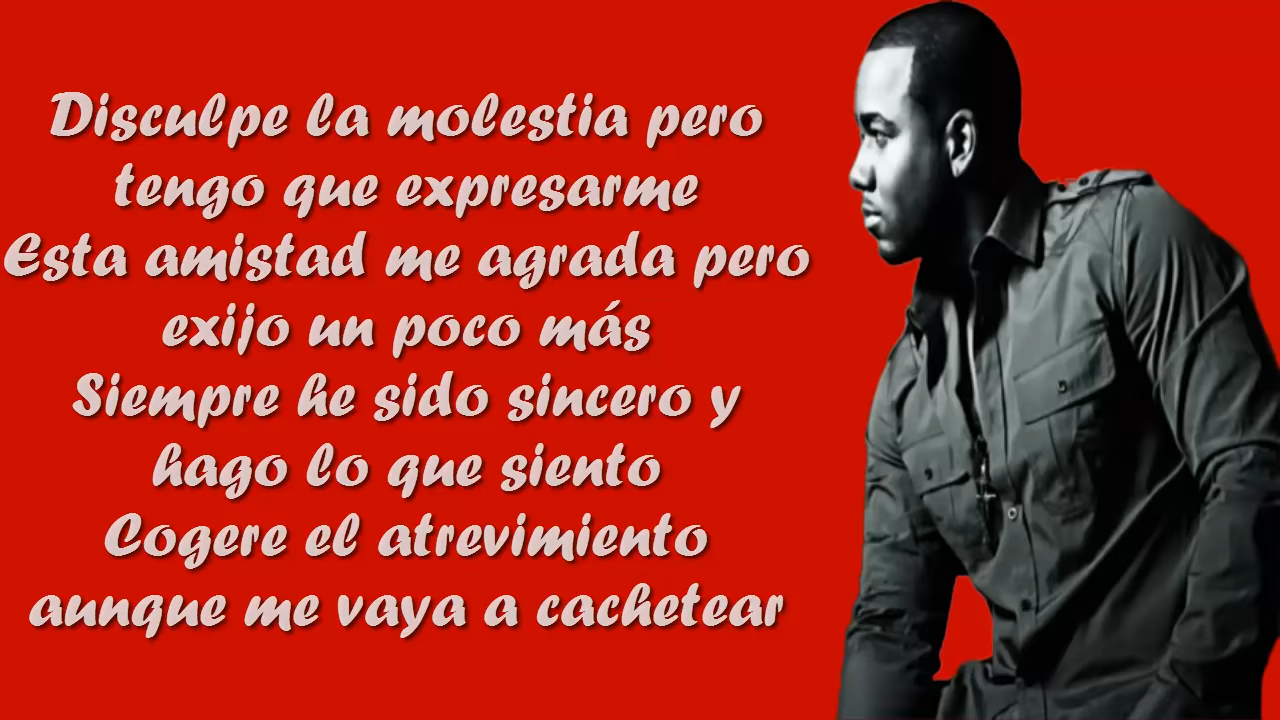 Disculpe la molestia pero
tengo que expresarme
Esta amistad me agrada pero
exijo un poco más
Siempre he sido sincero y
hago lo que siento
Cogere el atrevimiento
aunque me vaya a cachetear